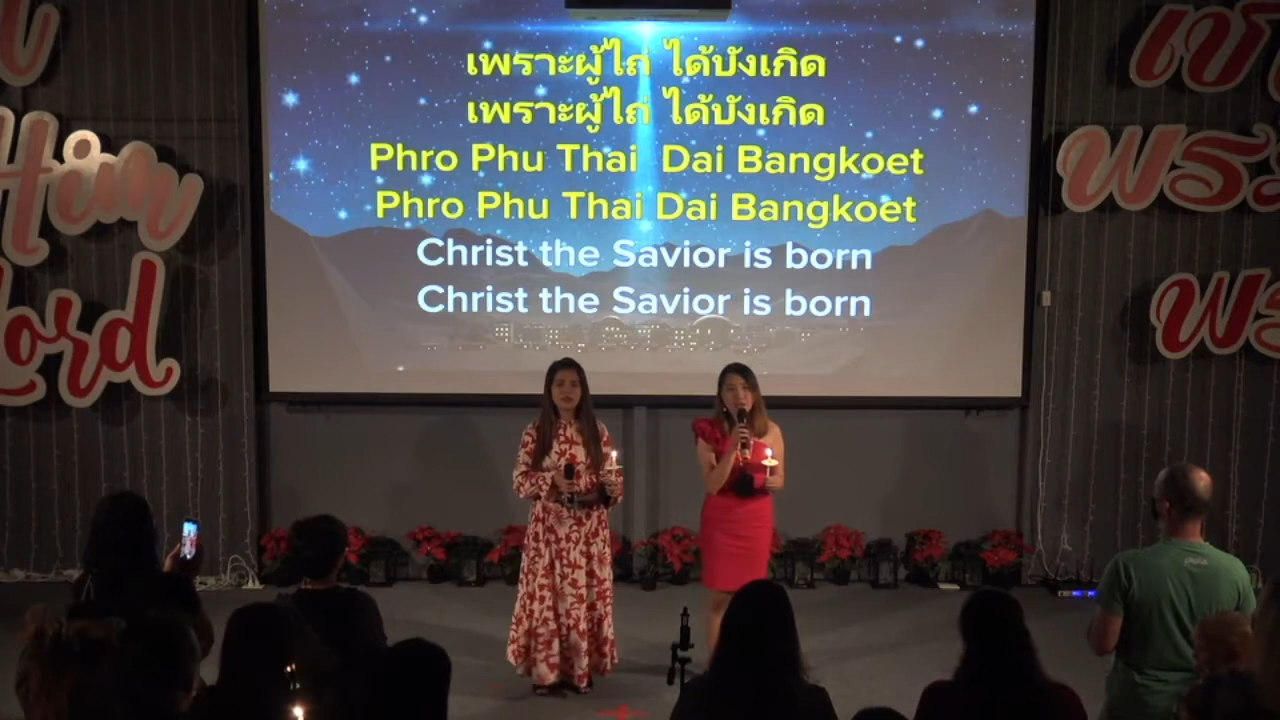 เพราะผู้ไถ่ ได้บังเกิด
เพราะผู้ไถ่ ได้บังเกิด
Phro Phu Thai Dai Bangkoet
Phro Phu Thai Dai Bangkoet
Christ the Savior is born
Christ the Savior is born
Him
Lord